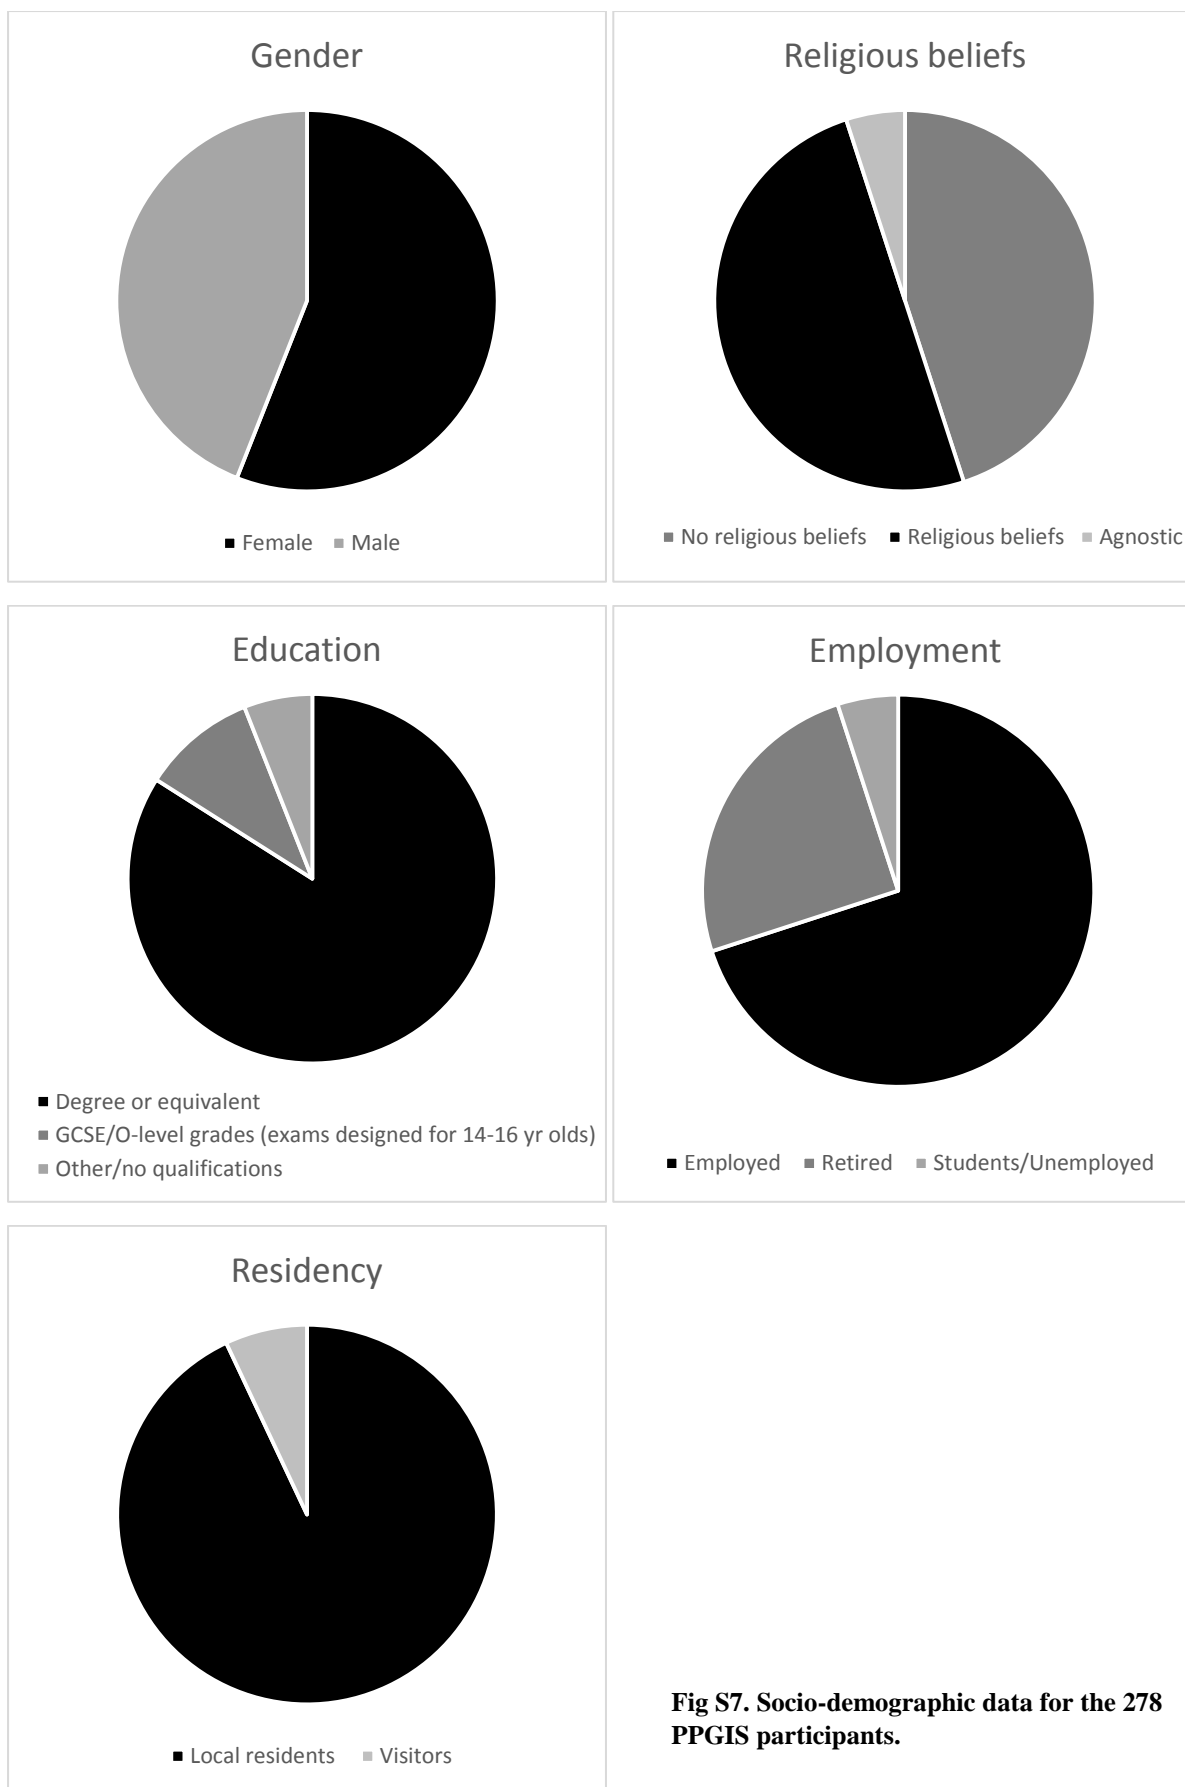 Gender
Female Male
Religious beliefs
No religious beliefs Religious beliefs Agnostic
Education
Degree or equivalent
GCSE/O-level grades (exams designed for 14-16 yr olds)
Other/no qualifications
Employment
Employed Retired Students/Unemployed
Residency
Local residents Visitors
Fig S7. Socio-demographic data for the 278
PPGIS participants.